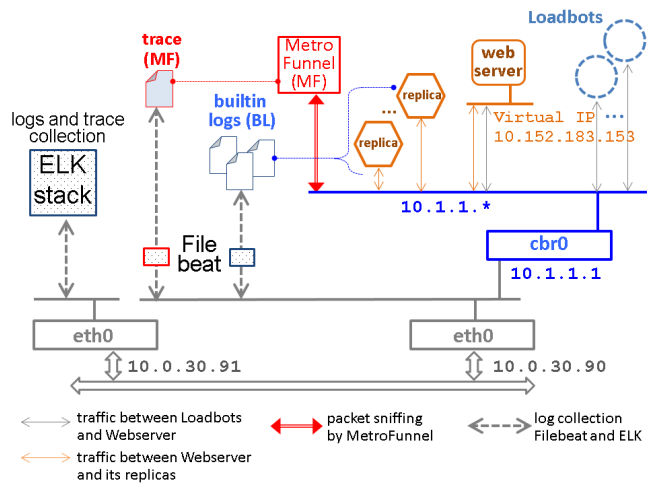 trace
(MF)
Metro
Funnel
(MF)
Loadbots
web
server
replica
...
replica
builtin
logs (BL)
Virtual IP
10.152.183.153
...
logs and trace
collection
ELK
stack
10.1.1.*
cbr0
10.1.1.1
File
beat
eth0
eth0
10.0.30.91
10.0.30.90
traffic between Loadbots
and Webserver
packet sniffing
by MetroFunnel
log collection
Filebeat and ELK
traffic between Webserver
and its replicas